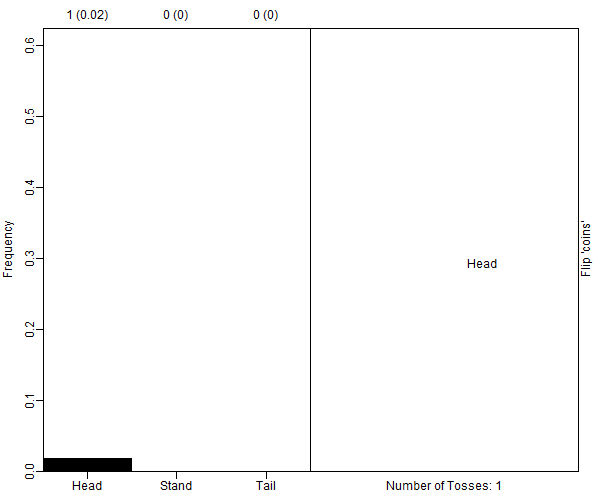 1 (0.02) 0 (0) 0 (0)
0.6
0.5
0.4
0.3
0.2
0.1
0.0
Frequency
Head Stand Tail
Head
Number of Tosses: 1
Flip 'coins'